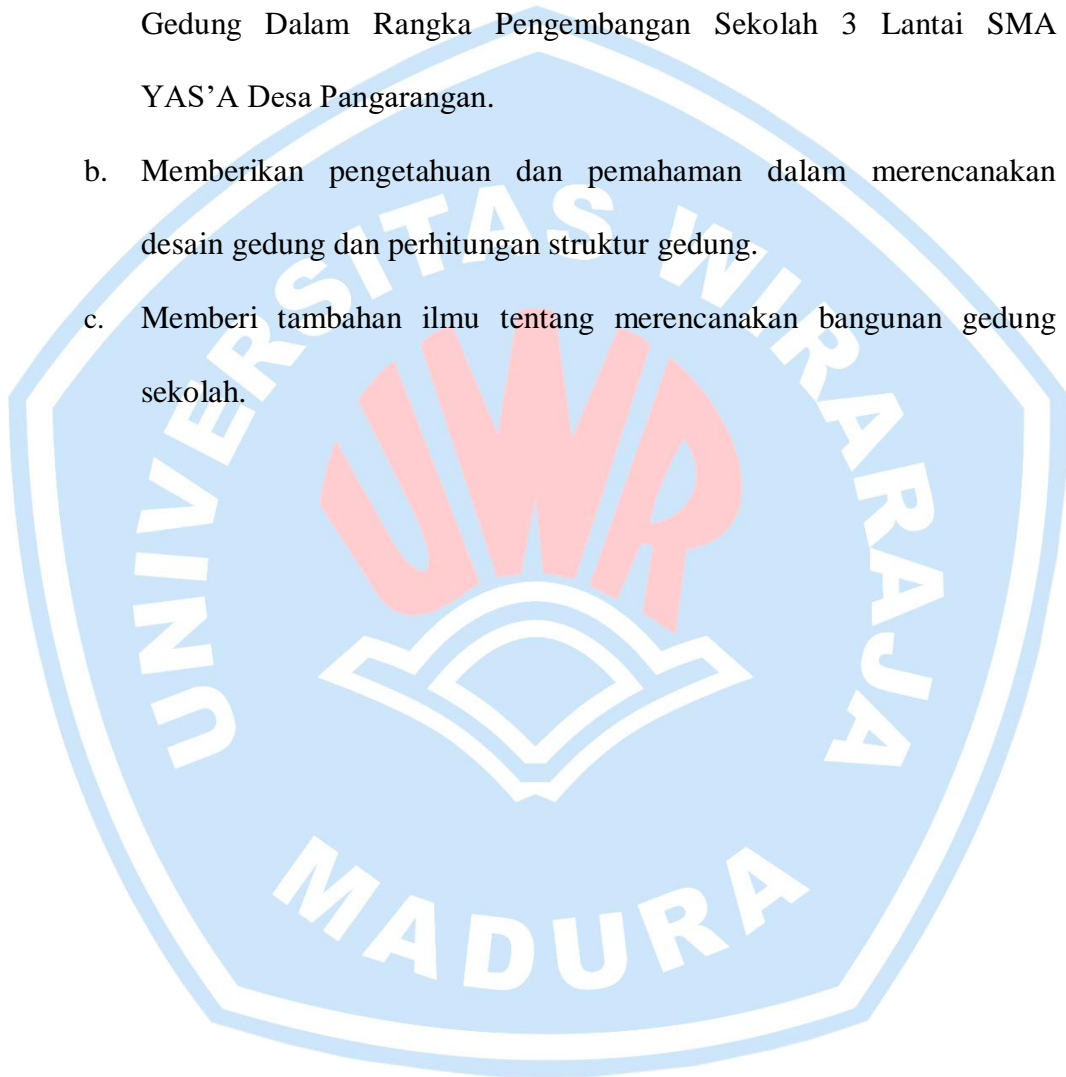 Gedung Dalam Rangka Pengembangan Sekolah 3 Lantai SMA
YAS’A Desa Pangarangan.
b. Memberikan pengetahuan dan pemahaman dalam merencanakan
desain gedung dan perhitungan struktur gedung.
c. Memberi tambahan ilmu tentang merencanakan bangunan gedung
sekolah.
UNIVERSITAS WIRARAJA
UWR
MADURA